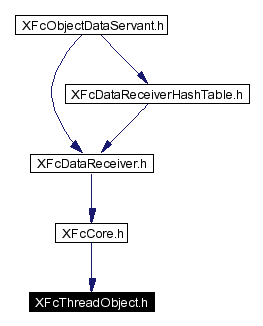 XFcObjectDataServant.h
XFcDataReceiverHashTable.h
XFcDataReceiver.h
XFcCore.h
XFcThreadObject.h